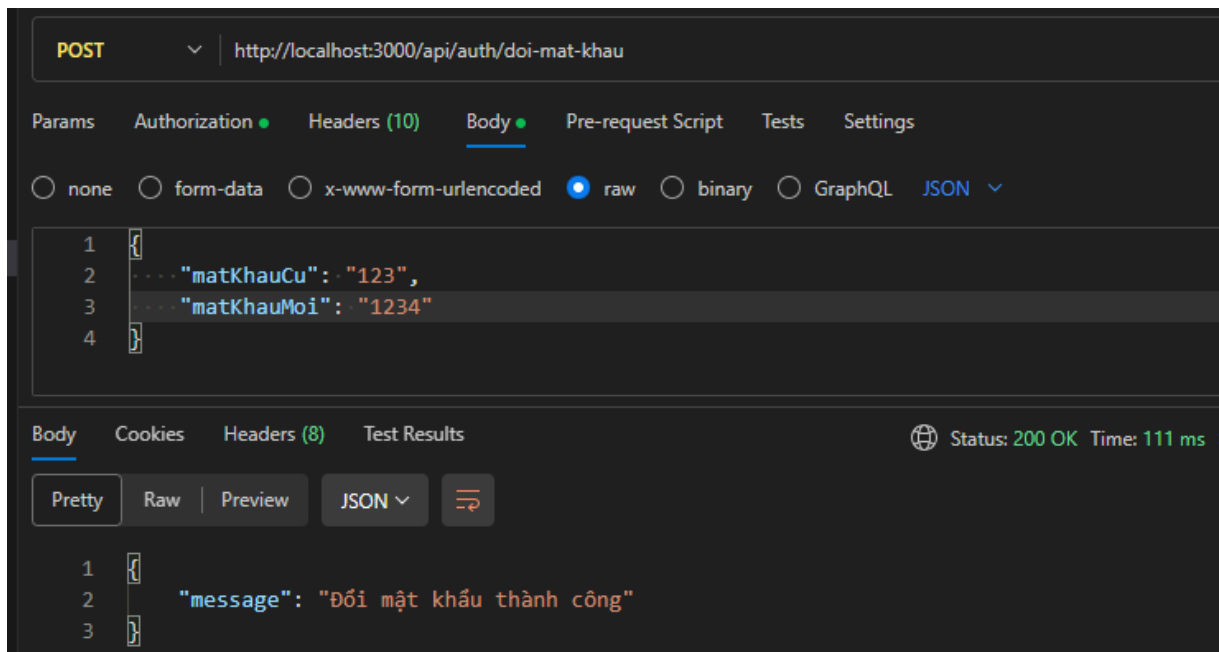 POST http://localhost:3000/api/auth/doi-mat-khau
Params Authorization Headers (10) Body Pre-request Script Tests Settings
none form-data x-www-form-urlencoded raw binary GraphQL JSON
1 {
2 "matKhauCu": "123",
3 "matKhauMoi": "1234"
4 }
Body Cookies Headers (8) Test Results Status: 200 OK Time: 111 ms
Pretty Raw Preview JSON
1 {
2 "message": "Đổi mật khẩu thành công"
3 }